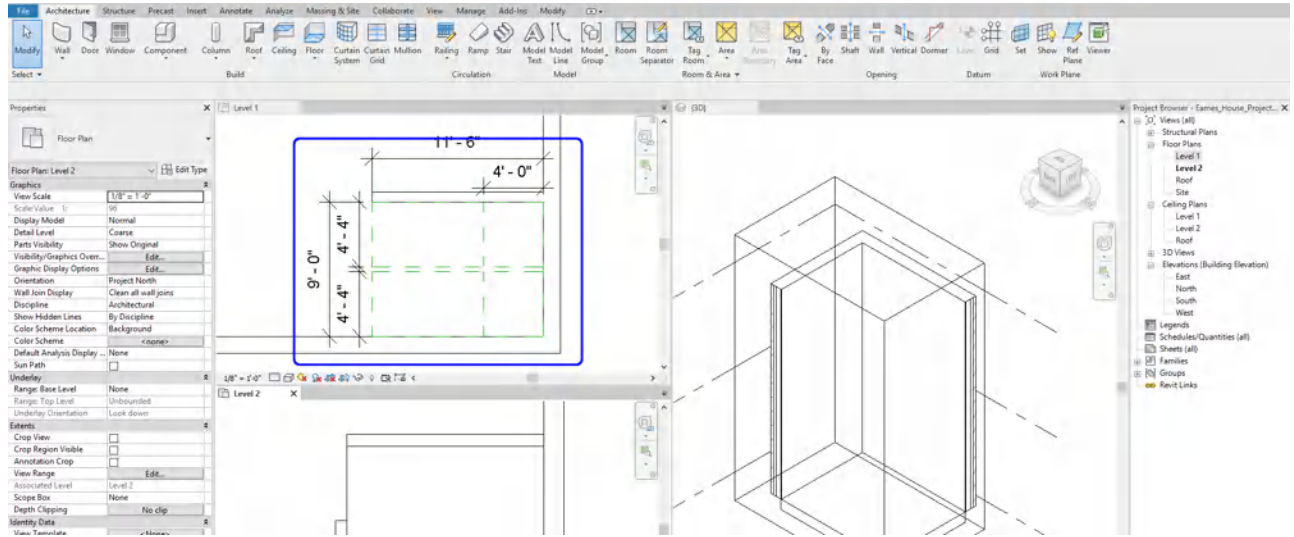 File Architecture Structure Precast Insert Annotate Analyze Massing & Site Collaborate View Manage Add-Ins Modify
Modify Wall Door Window Component Column Roof Ceiling Floor Curtain System Curtain Grid Mullion Railing Ramp Stair Model Text Model Line Model Group Room Room Separator Tag Room Area Area Boundary Tag Area By Face Shaft Wall Vertical Dormer Level Grid Set Show Ref Plane Viewer
Select Build Circulation Model Room & Area Opening Datum Work Plane
Properties X
Floor Plan
Floor Plan: Level 2 Edit Type
Graphics
View Scale 1/8" = 1'-0"
Scale Value 1: 96
Display Model Normal
Detail Level Coarse
Parts Visibility Show Original
Visibility/Graphics Overr... Edit...
Graphic Display Options Edit...
Orientation Project North
Wall Join Display Clean all wall joins
Discipline Architectural
Show Hidden Lines By Discipline
Color Scheme Location Background
Color Scheme <none>
Default Analysis Display ... None
Sun Path
Underlay
Range: Base Level None
Range: Top Level Unbounded
Underlay Orientation Look down
Extents
Crop View
Crop Region Visible
Annotation Crop
View Range Edit...
Associated Level Level 2
Scope Box None
Depth Clipping No clip
Identity Data
View Template <None>
Level 1
11' - 6"
4' - 0"
4' - 4"
9' - 0"
4' - 4"
1/8" = 1'-0"
Level 2 X
{3D}
Project Browser - Eames_House_Project... X
Views (all)
Structural Plans
Floor Plans
Level 1
Level 2
Roof
Site
Ceiling Plans
Level 1
Level 2
Roof
3D Views
Elevations (Building Elevation)
East
North
South
West
Legends
Schedules/Quantities (all)
Sheets (all)
Families
Groups
Revit Links